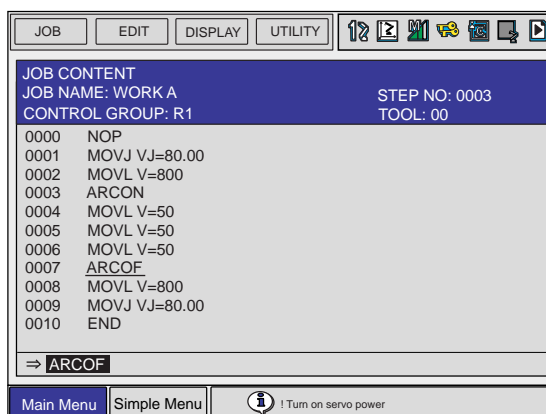 JOB EDIT DISPLAY UTILITY
JOB CONTENT
JOB NAME: WORK A
STEP NO: 0003
CONTROL GROUP: R1
TOOL: 00
0000 NOP
0001 MOVJ VJ=80.00
0002 MOVL V=800
0003 ARCON
0004 MOVL V=50
0005 MOVL V=50
0006 MOVL V=50
0007 ARCOF
0008 MOVL V=800
0009 MOVJ VJ=80.00
0010 END
⇒ ARCOF
Main Menu Simple Menu ! Turn on servo power